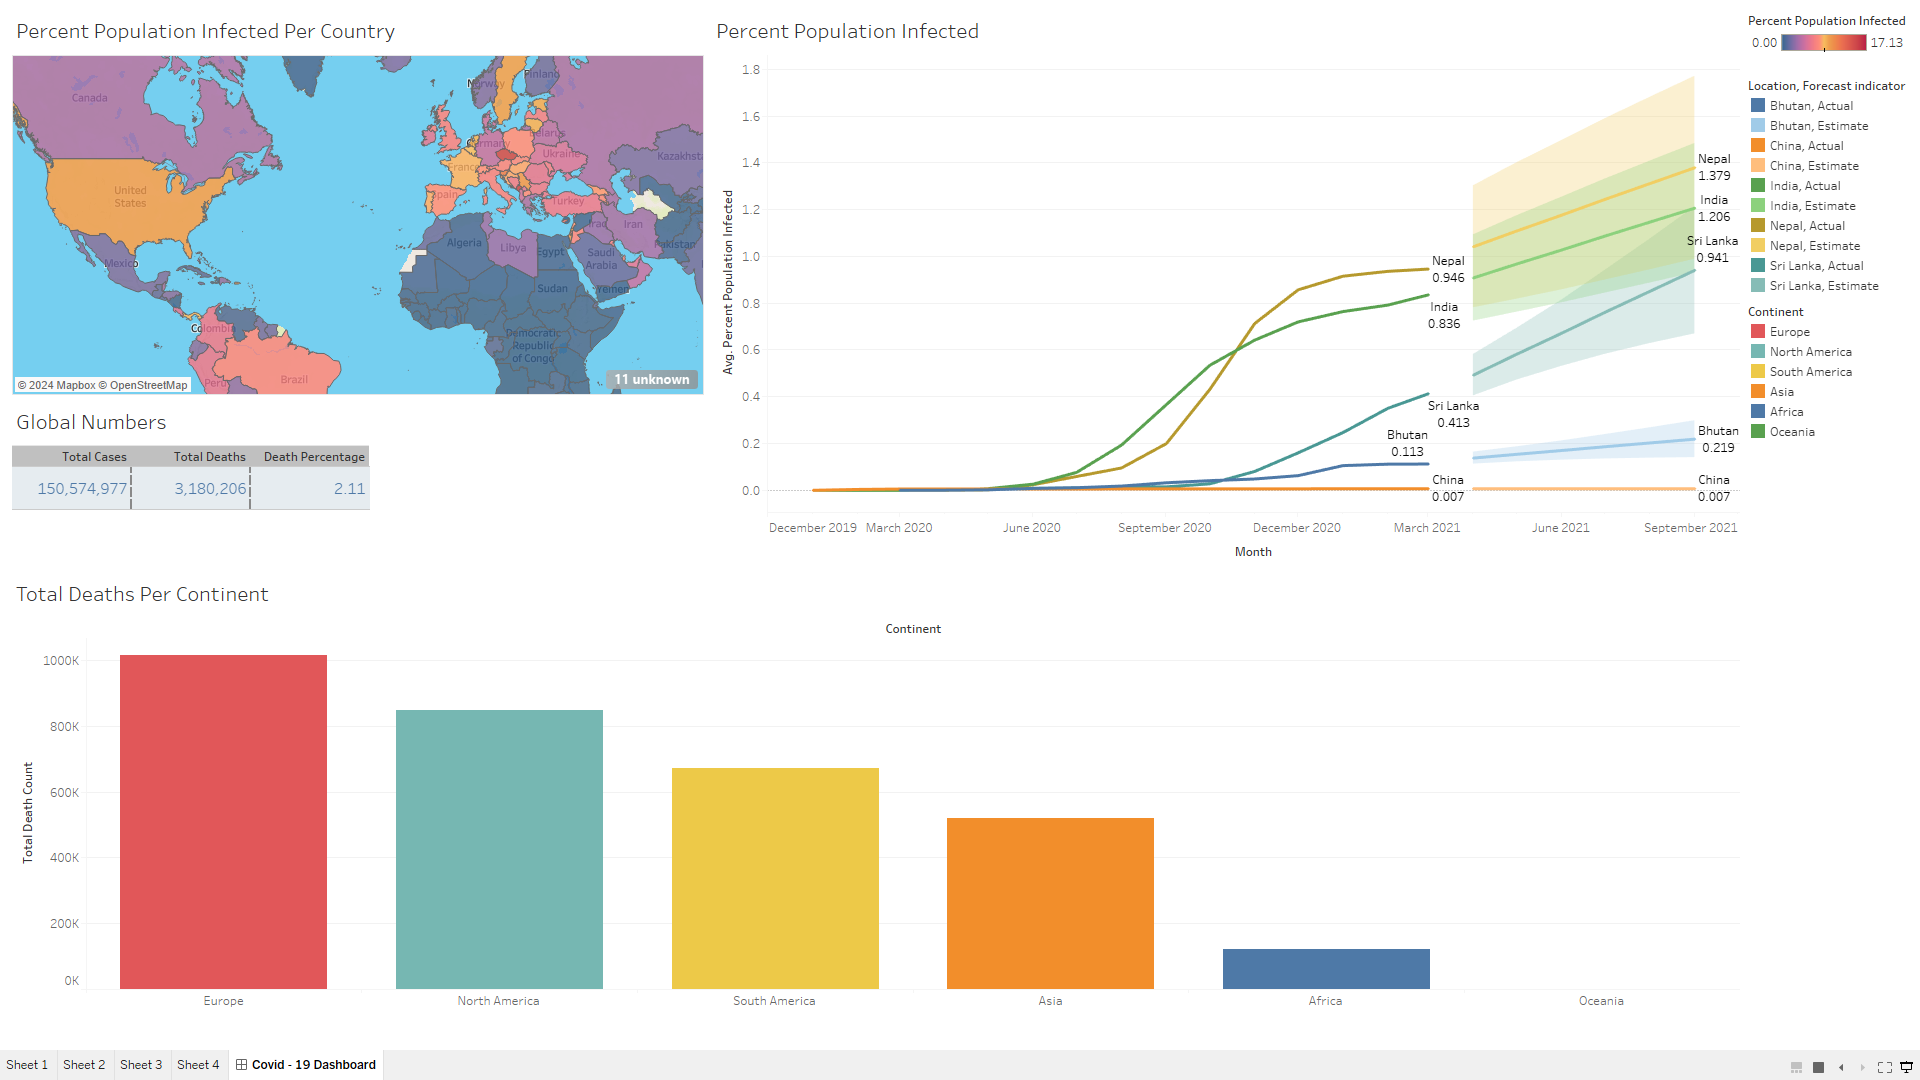 Percent Population Infected Per Country
Canada
United
States
Mexico
Colombia
Peru
Brazil
Norway
Finland
Belarus
Germany
Ukraine
France
Spain
Turkey
Kazakhsta
Algeria
Libya
Egypt
Iraq
Iran
Saudi
Arabia
Pakistan
Sudan
Yemen
Democratic
Republic
of Congo
© 2024 Mapbox © OpenStreetMap
11 unknown
Global Numbers
Total Cases Total Deaths Death Percentage
150,574,977 3,180,206 2.11
Percent Population Infected
Avg. Percent Population Infected
1.8
1.6
1.4
1.2
1.0
0.8
0.6
0.4
0.2
0.0
Nepal
0.946
India
0.836
Sri Lanka
0.413
Bhutan
0.113
China
0.007
Nepal
1.379
India
1.206
Sri Lanka
0.941
Bhutan
0.219
China
0.007
December 2019 March 2020 June 2020 September 2020 December 2020 March 2021 June 2021 September 2021
Month
Percent Population Infected
0.00 17.13
Location, Forecast indicator
Bhutan, Actual
Bhutan, Estimate
China, Actual
China, Estimate
India, Actual
India, Estimate
Nepal, Actual
Nepal, Estimate
Sri Lanka, Actual
Sri Lanka, Estimate
Continent
Europe
North America
South America
Asia
Africa
Oceania
Total Deaths Per Continent
Continent
Total Death Count
1000K
800K
600K
400K
200K
0K
Europe North America South America Asia Africa Oceania
Sheet 1 Sheet 2 Sheet 3 Sheet 4 Covid - 19 Dashboard